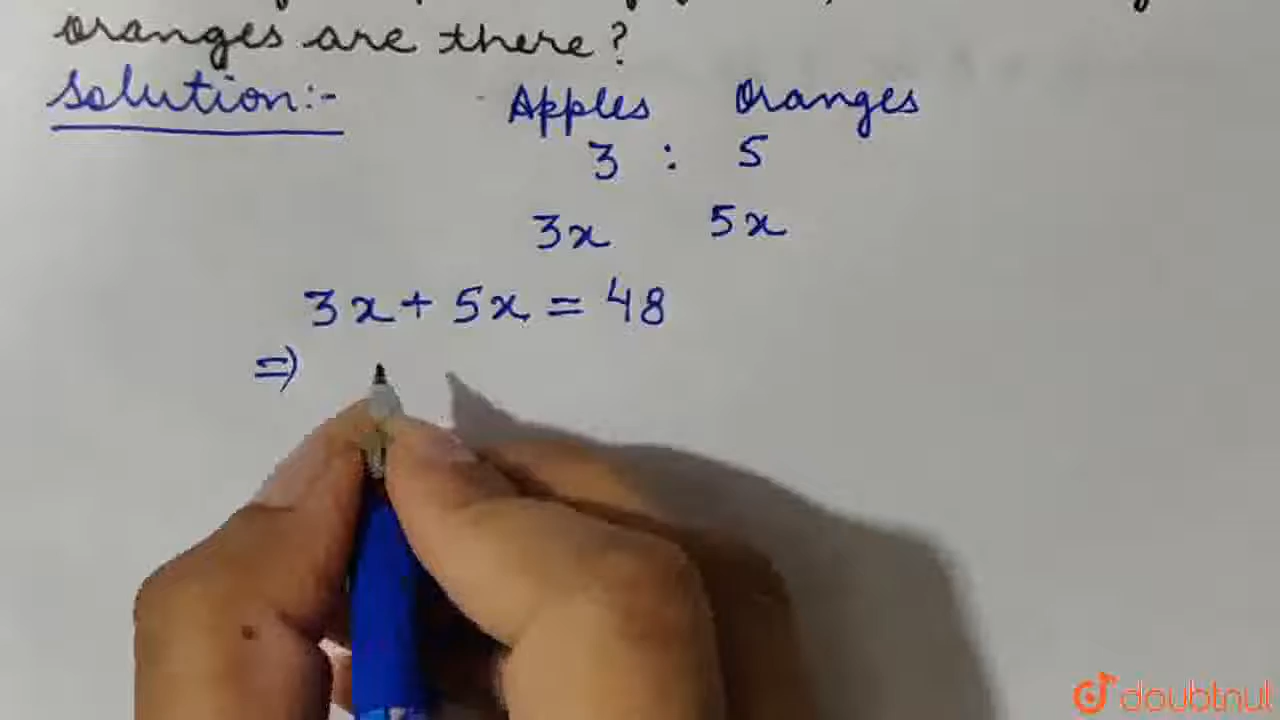 oranges are there?
Solution:-
Apples Oranges
3 : 5
3x 5x
3x + 5x = 48
⇒
doubtnut